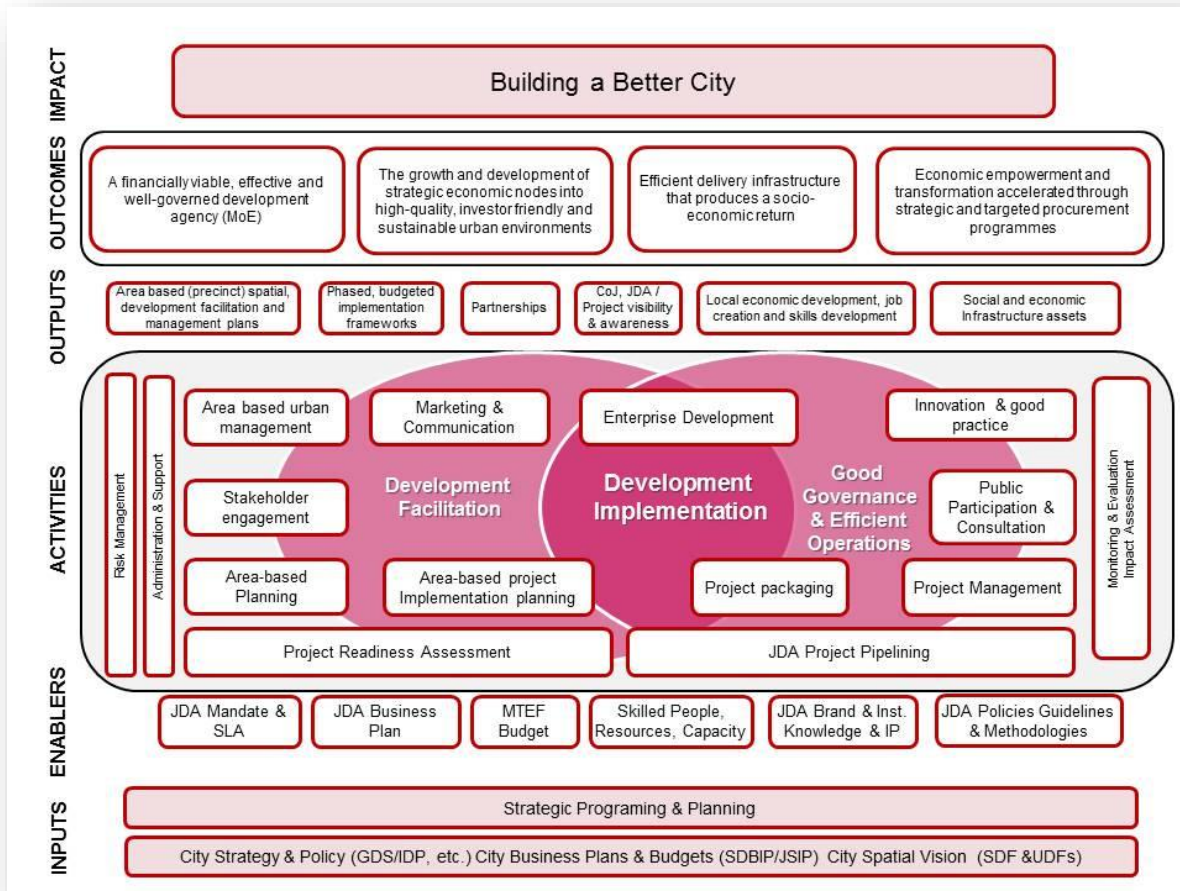 IMPACT
Building a Better City
OUTCOMES
A financially viable, effective and
well-governed development
agency (MoE)
The growth and development of
strategic economic nodes into
high-quality, investor friendly and
sustainable urban environments
Efficient delivery infrastructure
that produces a socio-
economic return
Economic empowerment and
transformation accelerated through
strategic and targeted procurement
programmes
OUTPUTS
Area based (precinct) spatial,
development facilitation and
management plans
Phased, budgeted
implementation
frameworks
Partnerships
CoJ, JDA /
Project visibility
& awareness
Local economic development, job
creation and skills development
Social and economic
Infrastructure assets
ACTIVITIES
Risk Management
Administration & Support
Area based urban
management
Marketing &
Communication
Enterprise Development
Innovation & good
practice
Stakeholder
engagement
Development
Facilitation
Development
Implementation
Good
Governance
& Efficient
Operations
Public
Participation &
Consultation
Area-based
Planning
Area-based project
Implementation planning
Project packaging
Project Management
Project Readiness Assessment
JDA Project Pipelining
Monitoring & Evaluation
Impact Assessment
ENABLERS
JDA Mandate &
SLA
JDA Business
Plan
MTEF
Budget
Skilled People,
Resources, Capacity
JDA Brand & Inst.
Knowledge & IP
JDA Policies Guidelines
& Methodologies
INPUTS
Strategic Programing & Planning
City Strategy & Policy (GDS/IDP, etc.) City Business Plans & Budgets (SDBIP/JSIP) City Spatial Vision (SDF &UDFs)